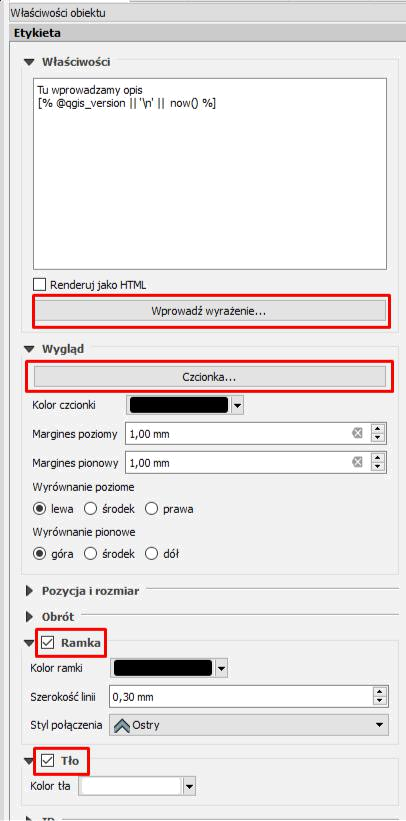 Właściwości obiektu
Etykieta
Właściwości
Tu wprowadzamy opis
[% @qgis_version || '\n' || now() %]
Renderuj jako HTML
Wprowadź wyrażenie...
Wygląd
Czcionka...
Kolor czcionki
Margines poziomy 1,00 mm
Margines pionowy 1,00 mm
Wyrównanie poziome
lewa środek prawa
Wyrównanie pionowe
góra środek dół
Pozycja i rozmiar
Obrót
Ramka
Kolor ramki
Szerokość linii 0,30 mm
Styl połączenia Ostry
Tło
Kolor tła